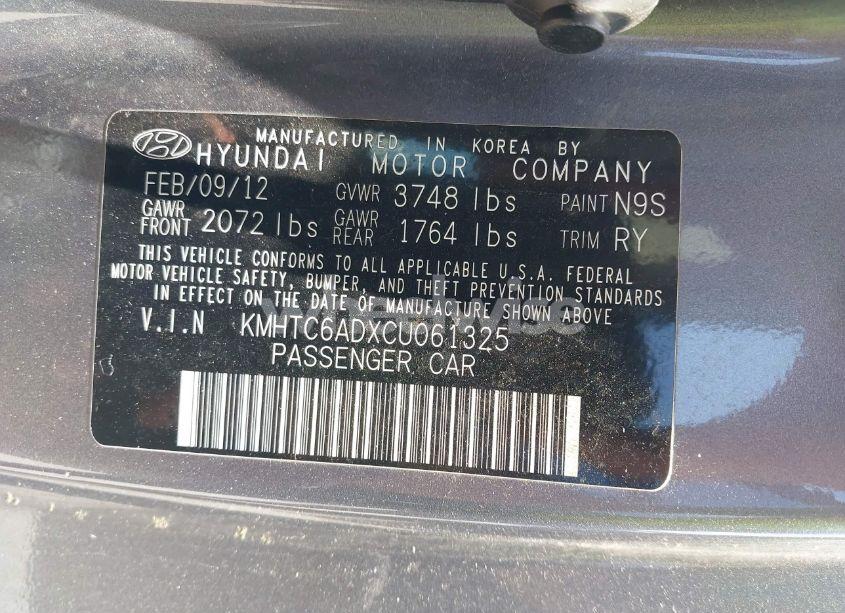 MANUFACTURED IN KOREA BY
HYUNDAI MOTOR COMPANY
FEB/09/12 GVWR 3748 lbs PAINT N9S
GAWR FRONT 2072 lbs GAWR REAR 1764 lbs TRIM RY
THIS VEHICLE CONFORMS TO ALL APPLICABLE U.S.A. FEDERAL
MOTOR VEHICLE SAFETY, BUMPER, AND THEFT PREVENTION STANDARDS
IN EFFECT ON THE DATE OF MANUFACTURE SHOWN ABOVE
V.I.N KMHTC6ADXCU061325
PASSENGER CAR